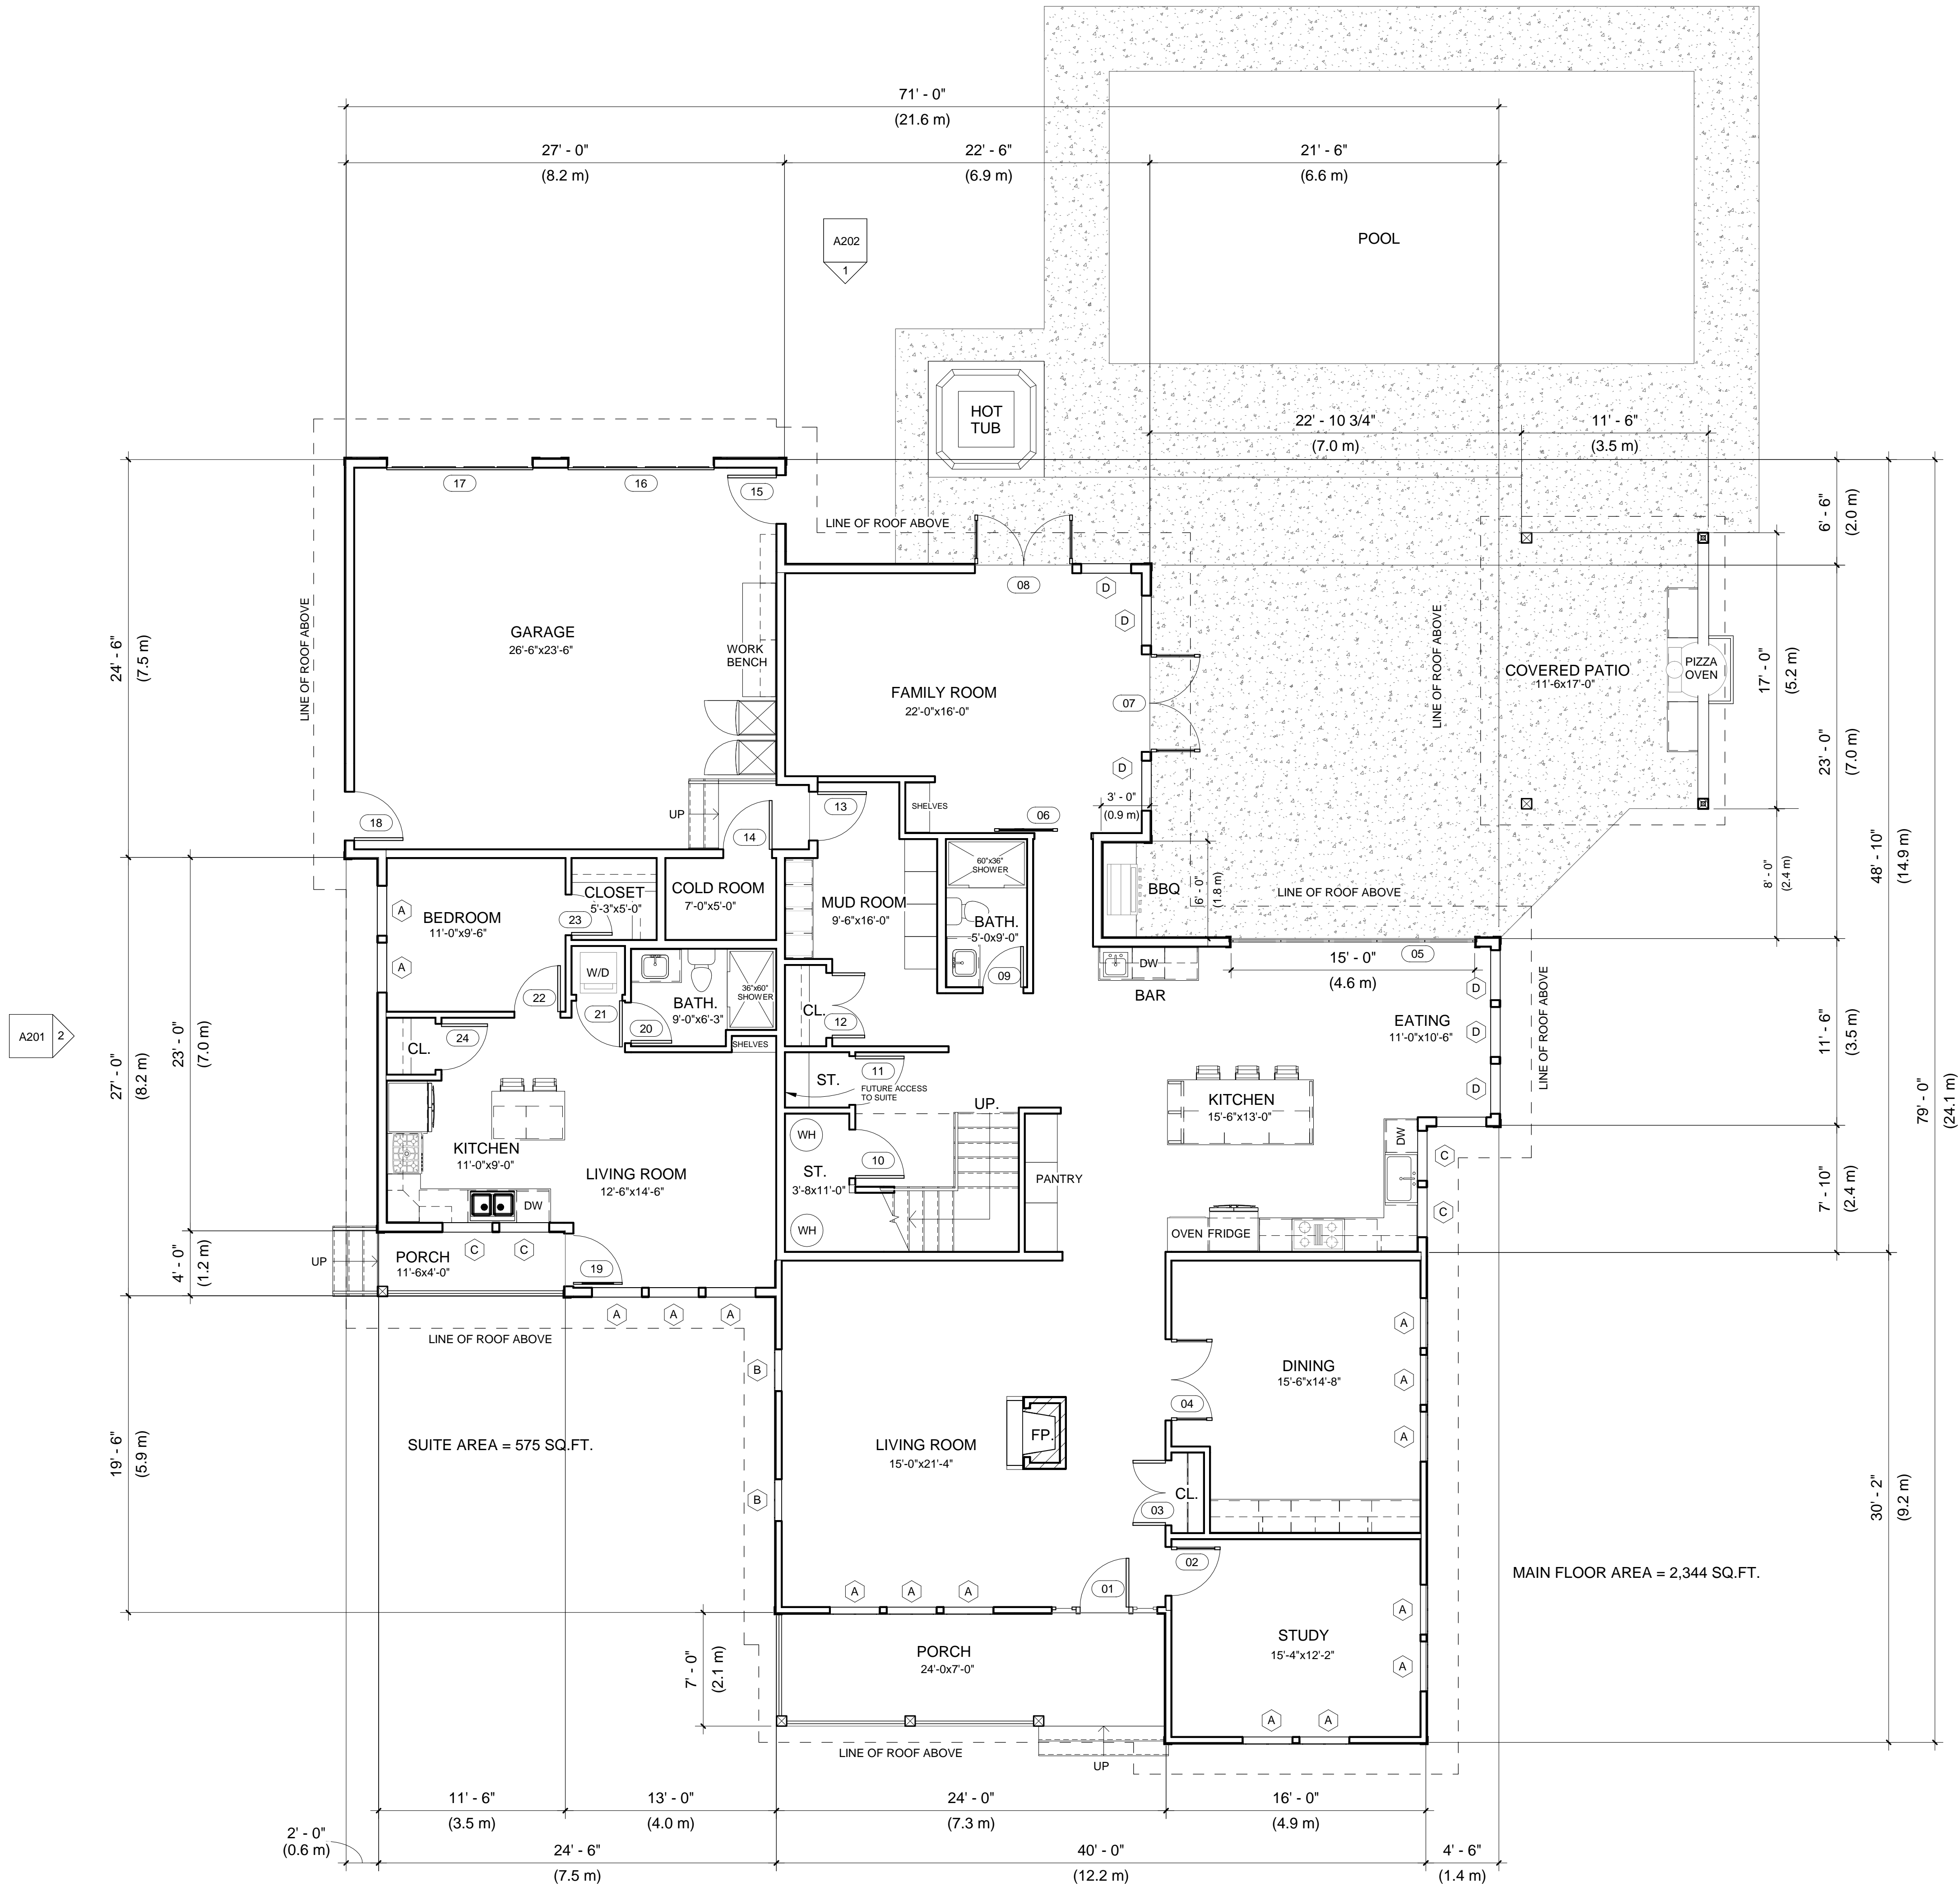 71' - 0"
(21.6 m)
27' - 0"
(8.2 m)
22' - 6"
(6.9 m)
21' - 6"
(6.6 m)
A202
1
POOL
HOT
TUB
22' - 10 3/4"
(7.0 m)
11' - 6"
(3.5 m)
17
16
15
LINE OF ROOF ABOVE
6' - 6"
(2.0 m)
08
D
D
LINE OF ROOF ABOVE
GARAGE
26'-6"x23'-6"
WORK
BENCH
24' - 6"
(7.5 m)
FAMILY ROOM
22'-0"x16'-0"
07
D
LINE OF ROOF ABOVE
COVERED PATIO
11'-6x17'-0"
PIZZA
OVEN
17' - 0"
(5.2 m)
23' - 0"
(7.0 m)
48' - 10"
(14.9 m)
18
UP
14
13
SHELVES
06
3' - 0"
(0.9 m)
BBQ
6' - 0"
(1.8 m)
LINE OF ROOF ABOVE
8' - 0"
(2.4 m)
A
BEDROOM
11'-0"x9'-6"
A
CLOSET
5'-3"x5'-0"
23
COLD ROOM
7'-0"x5'-0"
MUD ROOM
9'-6"x16'-0"
60"x36"
SHOWER
BATH.
5'-0x9'-0"
09
DW
BAR
15' - 0"
(4.6 m)
05
22
W/D
21
BATH.
9'-0"x6'-3"
36"x60"
SHOWER
20
SHELVES
CL.
12
D
D
D
EATING
11'-0"x10'-6"
LINE OF ROOF ABOVE
11' - 6"
(3.5 m)
A201
2
27' - 0"
(8.2 m)
23' - 0"
(7.0 m)
CL.
24
ST.
11
FUTURE ACCESS
TO SUITE
UP.
KITCHEN
15'-6"x13'-0"
79' - 0"
(24.1 m)
KITCHEN
11'-0"x9'-0"
LIVING ROOM
12'-6"x14'-6"
DW
WH
ST.
3'-8x11'-0"
WH
10
PANTRY
DW
C
C
OVEN
FRIDGE
7' - 10"
(2.4 m)
4' - 0"
(1.2 m)
UP
PORCH
11'-6x4'-0"
C
C
19
A
A
A
LINE OF ROOF ABOVE
B
B
SUITE AREA = 575 SQ.FT.
19' - 6"
(5.9 m)
LIVING ROOM
15'-0"x21'-4"
FP.
04
DINING
15'-6"x14'-8"
A
A
A
CL.
03
30' - 2"
(9.2 m)
MAIN FLOOR AREA = 2,344 SQ.FT.
A
A
A
01
02
STUDY
15'-4"x12'-2"
A
A
A
A
7' - 0"
(2.1 m)
PORCH
24'-0x7'-0"
LINE OF ROOF ABOVE
UP
11' - 6"
(3.5 m)
13' - 0"
(4.0 m)
24' - 0"
(7.3 m)
16' - 0"
(4.9 m)
2' - 0"
(0.6 m)
24' - 6"
(7.5 m)
40' - 0"
(12.2 m)
4' - 6"
(1.4 m)